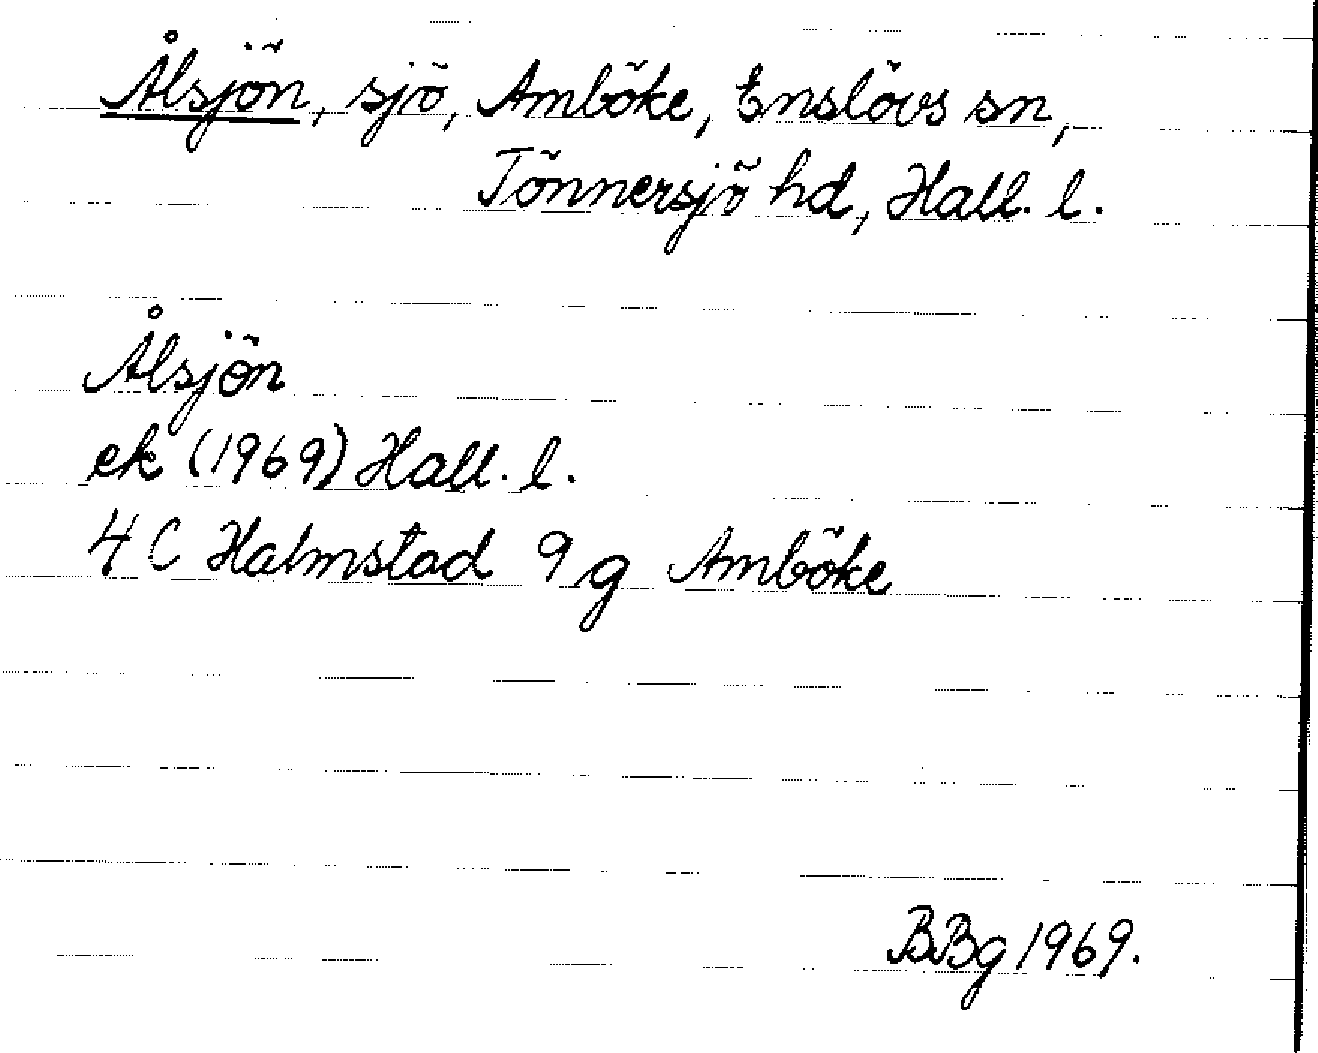 Ålsjön, sjö, Amböke, Enslövs sn,
Tönnersjö hd, Hall. l.
Ålsjön
ek (1969) Hall. l.
4 C Halmstad 9 g Amböke
BBg 1969.